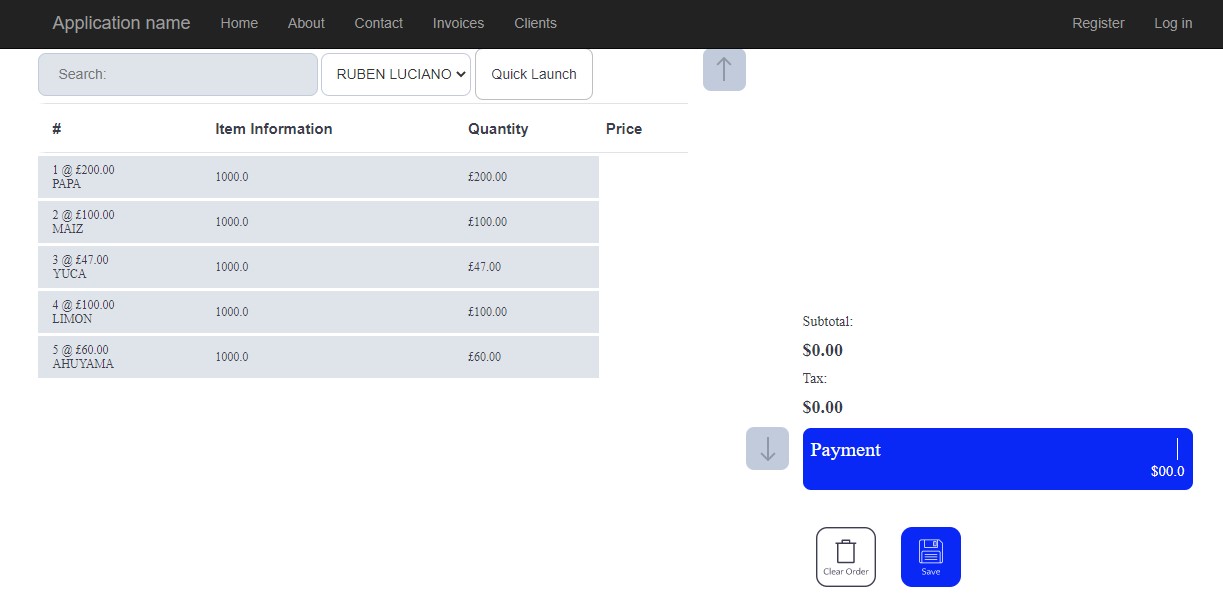 Application name Home About Contact Invoices Clients Register Log in
Search: RUBEN LUCIANO Quick Launch
# Item Information Quantity Price
1 @ £200.00
PAPA 1000.0 £200.00
2 @ £100.00
MAIZ 1000.0 £100.00
3 @ £47.00
YUCA 1000.0 £47.00
4 @ £100.00
LIMON 1000.0 £100.00
5 @ £60.00
AHUYAMA 1000.0 £60.00
Subtotal:
$0.00
Tax:
$0.00
Payment
$00.0
Clear Order Save